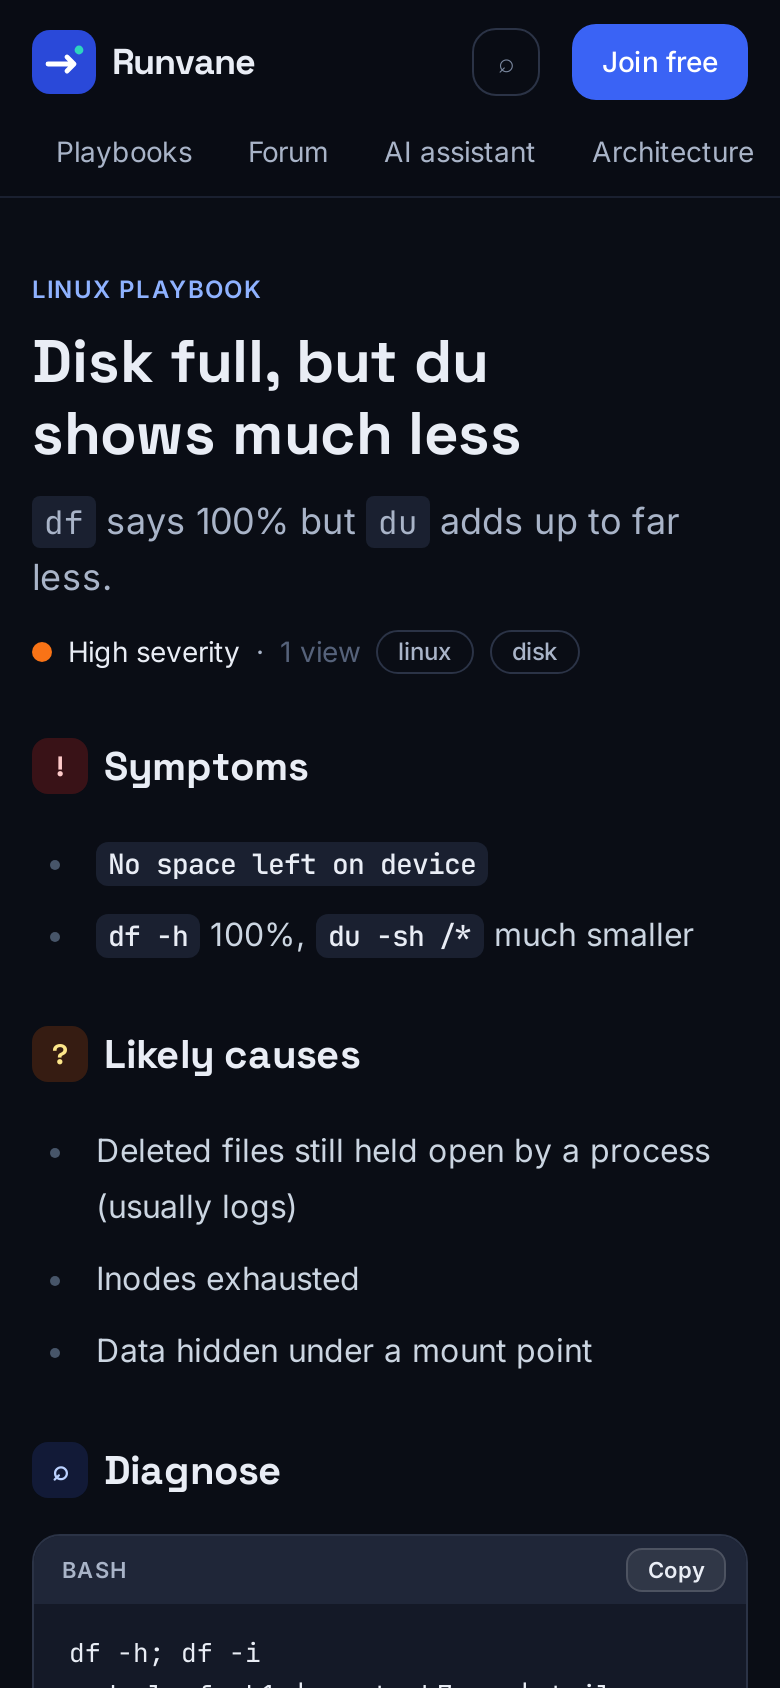 Runvane
Join free
Playbooks Forum AI assistant Architecture
LINUX PLAYBOOK
Disk full, but du
shows much less
df says 100% but du adds up to far
less.
High severity · 1 view linux disk
! Symptoms
No space left on device
df -h 100%, du -sh /* much smaller
? Likely causes
Deleted files still held open by a process
(usually logs)
Inodes exhausted
Data hidden under a mount point
Diagnose
BASH Copy
df -h; df -i